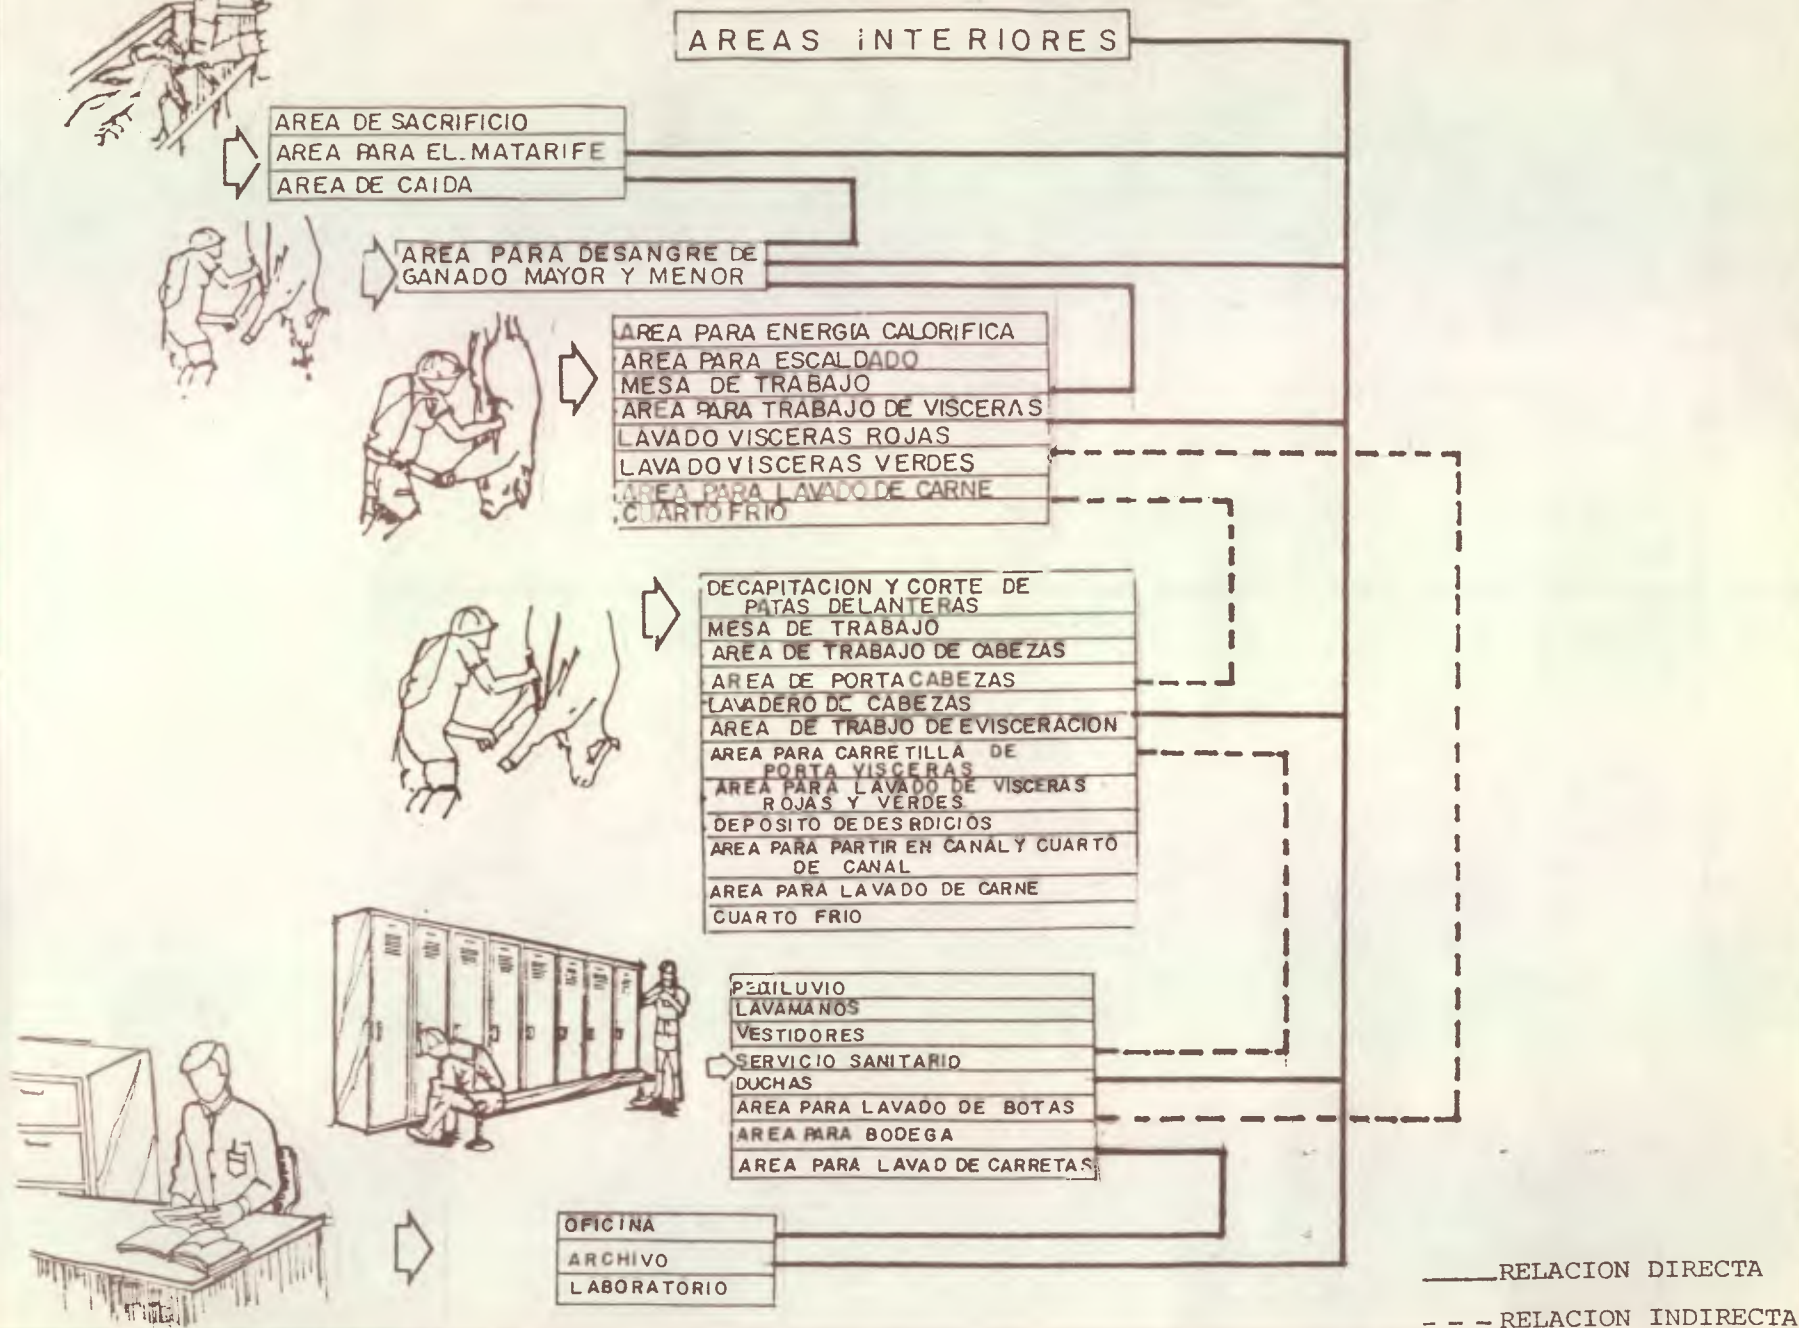 AREAS INTERIORES
AREA DE SACRIFICIO
AREA PARA EL MATARIFE
AREA DE CAIDA
AREA PARA DESANGRE DE
GANADO MAYOR Y MENOR
AREA PARA ENERGIA CALORIFICA
AREA PARA ESCALDADO
MESA DE TRABAJO
AREA PARA TRABAJO DE VISCERAS
LAVADO VISCERAS ROJAS
LAVADO VISCERAS VERDES
AREA PARA LAVADO DE CARNE
CUARTO FRIO
DECAPITACION Y CORTE DE
PATAS DELANTERAS
MESA DE TRABAJO
AREA DE TRABAJO DE CABEZAS
AREA DE PORTA CABEZAS
LAVADERO DE CABEZAS
AREA DE TRABJO DE EVISCERACION
AREA PARA CARRETILLA DE
PORTA VISCERAS
AREA PARA LAVADO DE VISCERAS
ROJAS Y VERDES
DEPOSITO DE DESRDICIOS
AREA PARA PARTIR EN CANAL Y CUARTO
DE CANAL
AREA PARA LAVADO DE CARNE
CUARTO FRIO
PEDILUVIO
LAVAMANOS
VESTIDORES
SERVICIO SANITARIO
DUCHAS
AREA PARA LAVADO DE BOTAS
AREA PARA BODEGA
AREA PARA LAVAD DE CARRETAS
OFICINA
ARCHIVO
LABORATORIO
RELACION DIRECTA
RELACION INDIRECTA